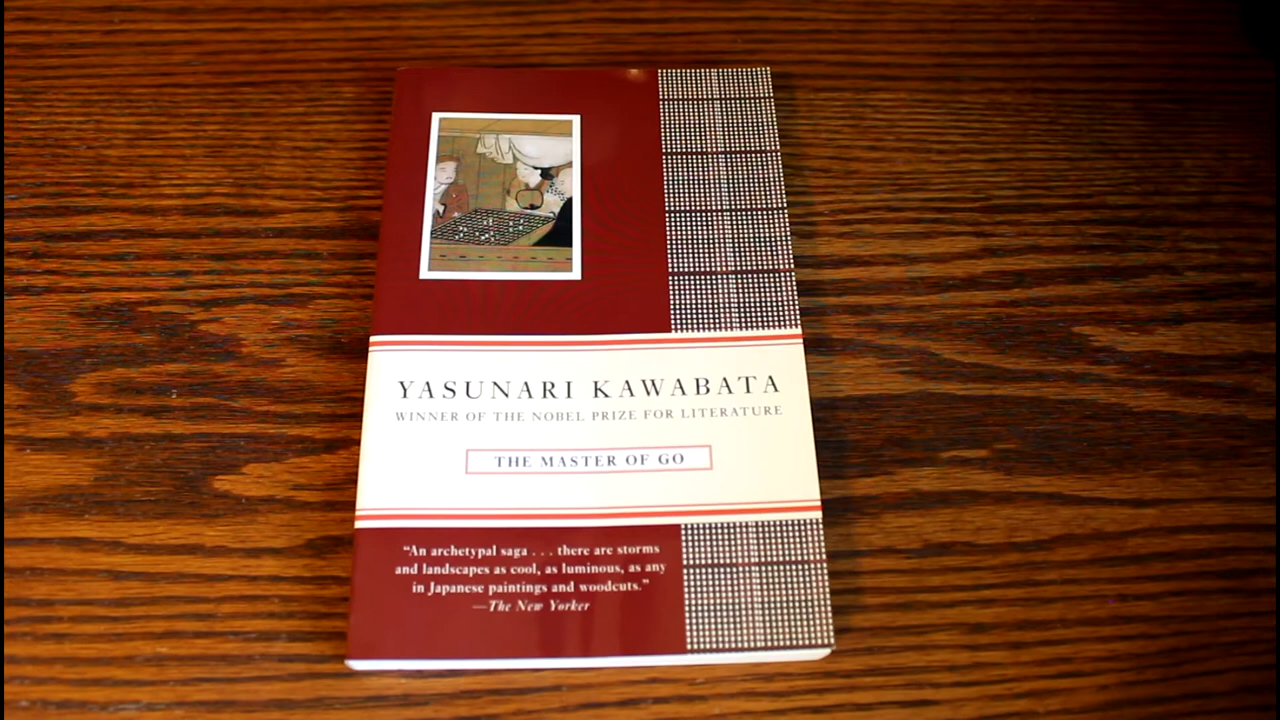 YASUNARI KAWABATA
WINNER OF THE NOBEL PRIZE FOR LITERATURE
THE MASTER OF GO
“An archetypal saga . . . there are storms
and landscapes as cool, as luminous, as any
in Japanese paintings and woodcuts.”
—The New Yorker